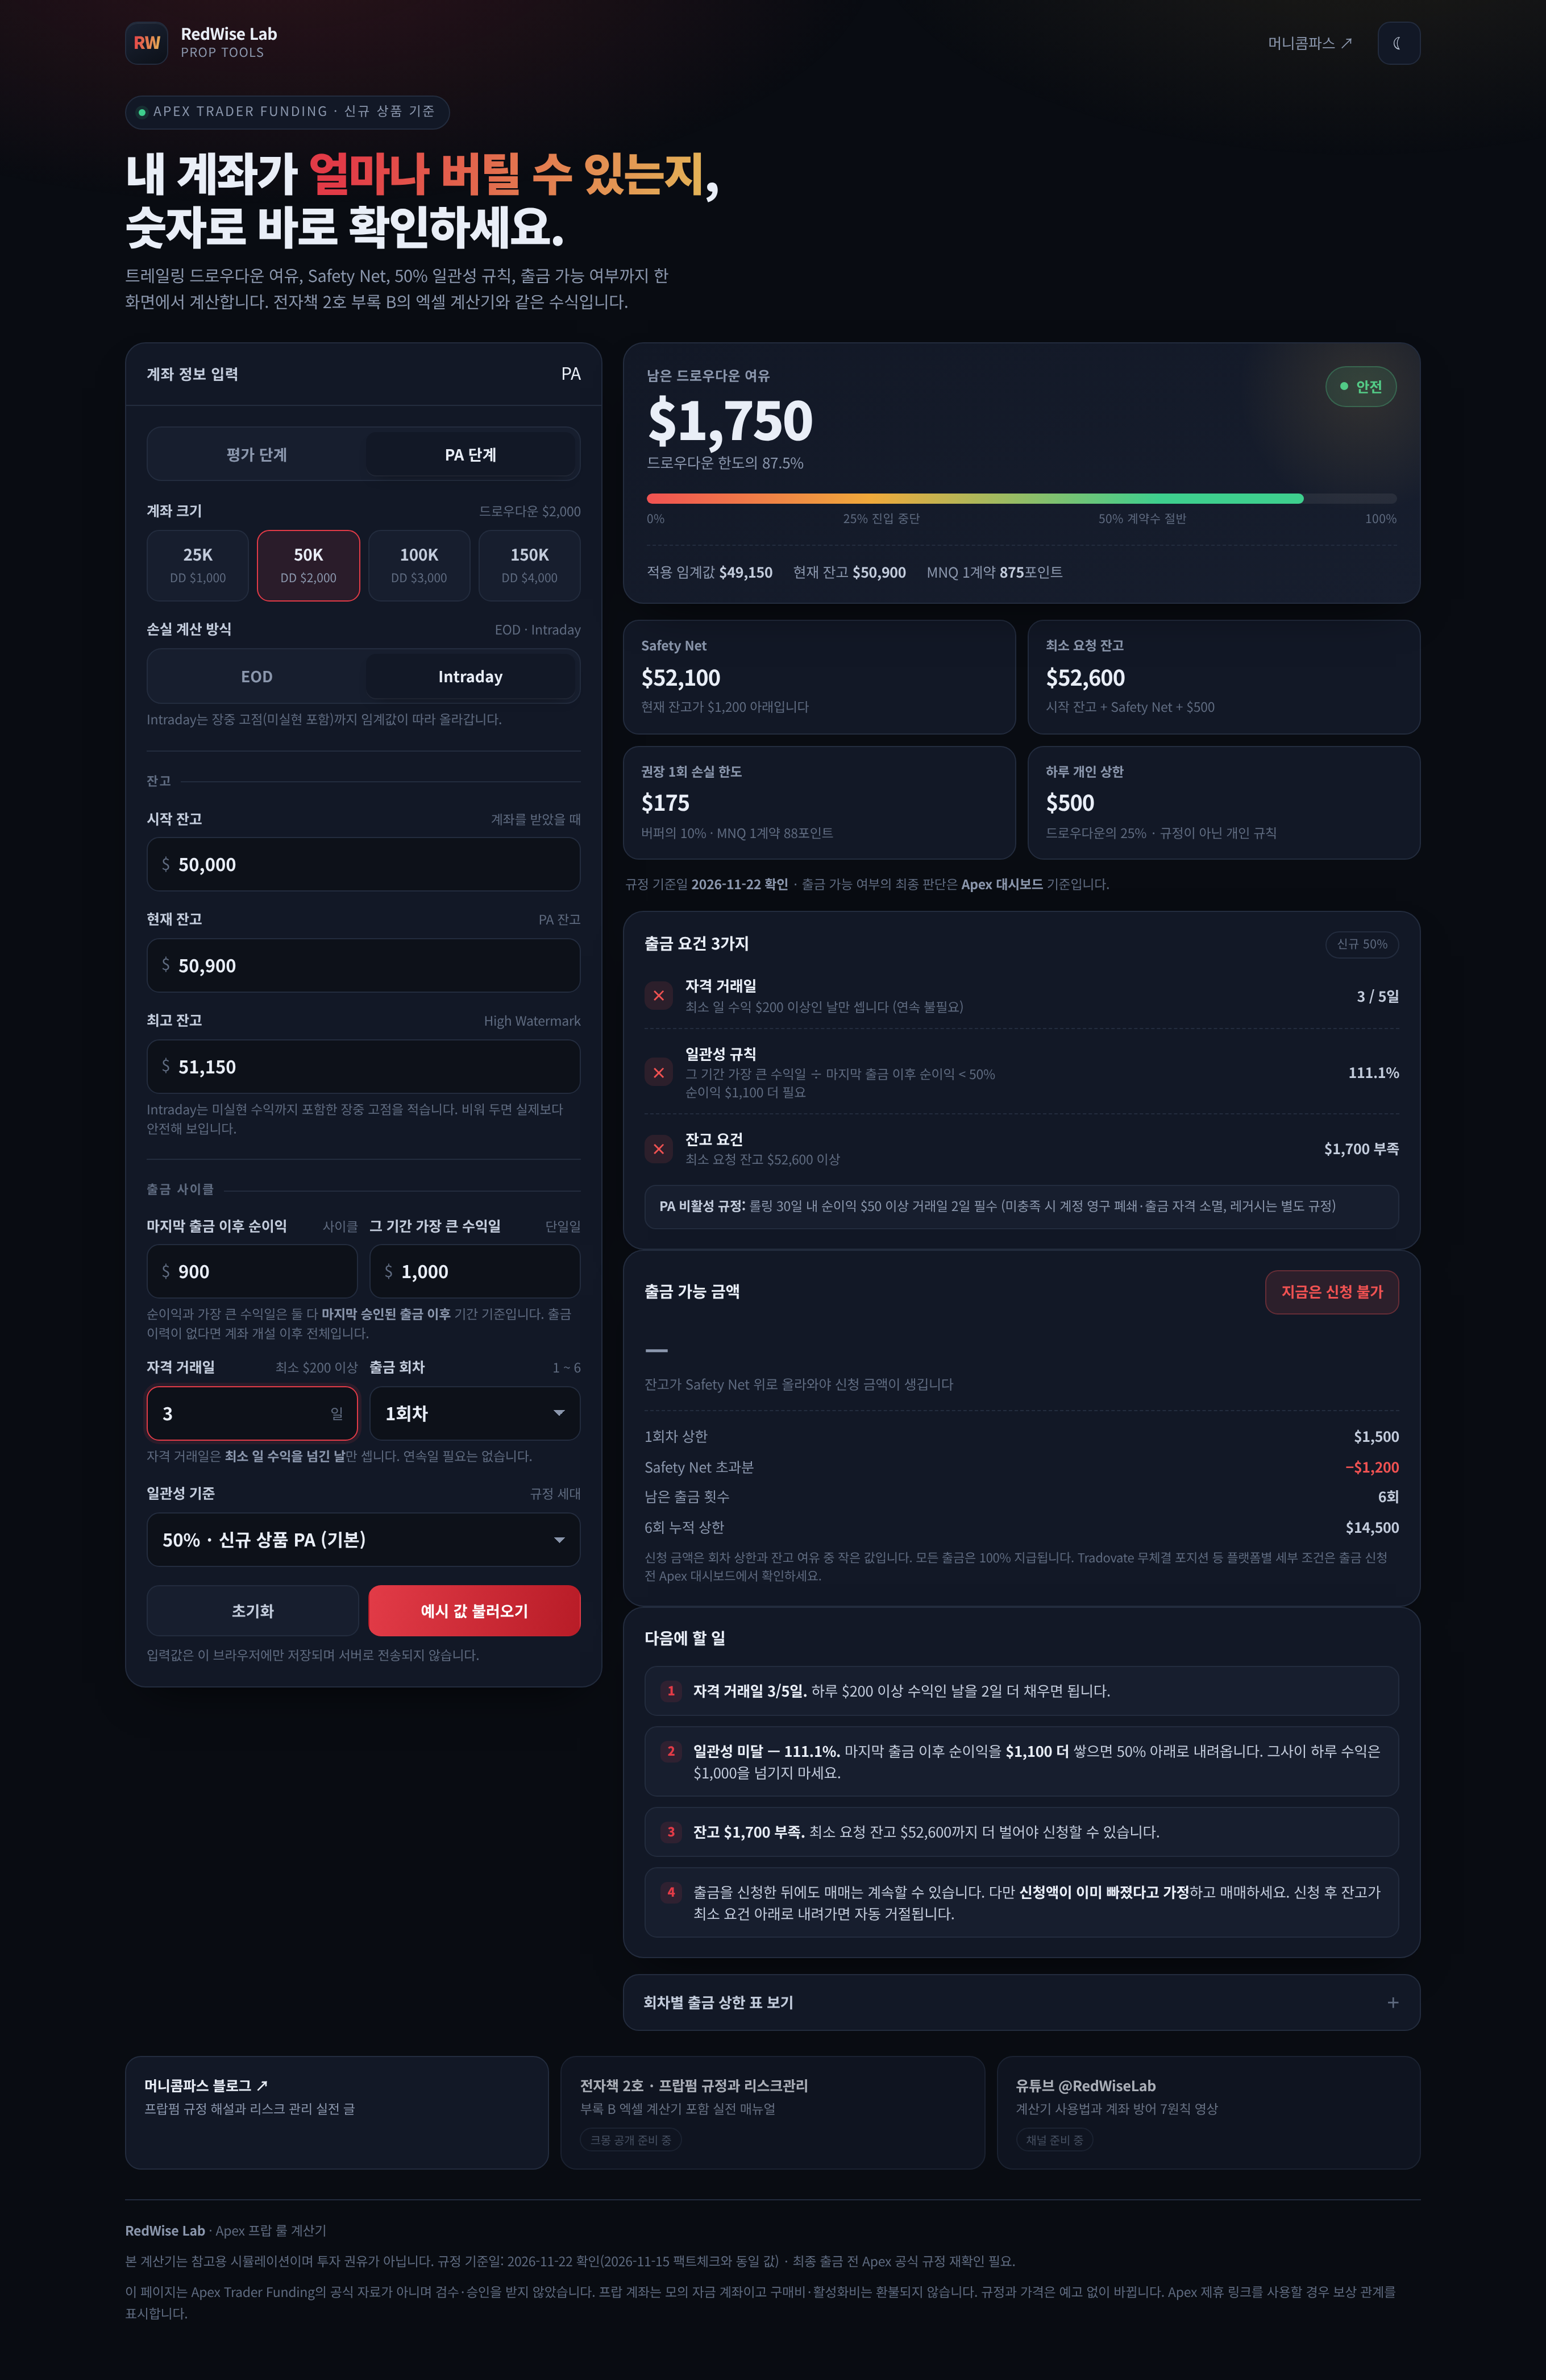 RW
RedWise Lab
PROP TOOLS
머니콤파스 ↗
APEX TRADER FUNDING · 신규 상품 기준
내 계좌가 얼마나 버틸 수 있는지,
숫자로 바로 확인하세요.
트레일링 드로우다운 여유, Safety Net, 50% 일관성 규칙, 출금 가능 여부까지 한
화면에서 계산합니다. 전자책 2호 부록 B의 엑셀 계산기와 같은 수식입니다.
계좌 정보 입력 PA
평가 단계 PA 단계
계좌 크기 드로우다운 $2,000
25K 50K 100K 150K
DD $1,000 DD $2,000 DD $3,000 DD $4,000
손실 계산 방식 EOD · Intraday
EOD Intraday
Intraday는 장중 고점(미실현 포함)까지 임계값이 따라 올라갑니다.
잔고
시작 잔고 계좌를 받았을 때
$ 50,000
현재 잔고 PA 잔고
$ 50,900
최고 잔고 High Watermark
$ 51,150
Intraday는 미실현 수익까지 포함한 장중 고점을 적습니다. 비워 두면 실제보다
안전해 보입니다.
출금 사이클
마지막 출금 이후 순이익 사이클 그 기간 가장 큰 수익일 단일일
$ 900 $ 1,000
순이익과 가장 큰 수익일은 둘 다 마지막 승인된 출금 이후 기간 기준입니다. 출금
이력이 없다면 계좌 개설 이후 전체입니다.
자격 거래일 최소 $200 이상 출금 회차 1 ~ 6
3 일 1회차
자격 거래일은 최소 일 수익을 넘긴 날만 셉니다. 연속일 필요는 없습니다.
일관성 기준 규정 세대
50% · 신규 상품 PA (기본)
초기화 예시 값 불러오기
입력값은 이 브라우저에만 저장되며 서버로 전송되지 않습니다.
남은 드로우다운 여유
안전
$1,750
드로우다운 한도의 87.5%
0% 25% 진입 중단 50% 계약수 절반 100%
적용 임계값 $49,150 현재 잔고 $50,900 MNQ 1계약 875포인트
Safety Net
$52,100
현재 잔고가 $1,200 아래입니다
최소 요청 잔고
$52,600
시작 잔고 + Safety Net + $500
권장 1회 손실 한도
$175
버퍼의 10% · MNQ 1계약 88포인트
하루 개인 상한
$500
드로우다운의 25% · 규정이 아닌 개인 규칙
규정 기준일 2026-11-22 확인 · 출금 가능 여부의 최종 판단은 Apex 대시보드 기준입니다.
출금 요건 3가지 신규 50%
자격 거래일
최소 일 수익 $200 이상인 날만 셉니다 (연속 불필요)
3 / 5일
일관성 규칙
그 기간 가장 큰 수익일 ÷ 마지막 출금 이후 순이익 < 50%
순이익 $1,100 더 필요
111.1%
잔고 요건
최소 요청 잔고 $52,600 이상
$1,700 부족
PA 비활성 규정: 롤링 30일 내 순이익 $50 이상 거래일 2일 필수 (미충족 시 계정 영구 폐쇄·출금 자격 소멸, 레거시는 별도 규정)
출금 가능 금액 지금은 신청 불가
—
잔고가 Safety Net 위로 올라와야 신청 금액이 생깁니다
1회차 상한 $1,500
Safety Net 초과분 −$1,200
남은 출금 횟수 6회
6회 누적 상한 $14,500
신청 금액은 회차 상한과 잔고 여유 중 작은 값입니다. 모든 출금은 100% 지급됩니다. Tradovate 무체결 포지션 등 플랫폼별 세부 조건은 출금 신청
전 Apex 대시보드에서 확인하세요.
다음에 할 일
1 자격 거래일 3/5일. 하루 $200 이상 수익인 날을 2일 더 채우면 됩니다.
2 일관성 미달 — 111.1%. 마지막 출금 이후 순이익을 $1,100 더 쌓으면 50% 아래로 내려옵니다. 그사이 하루 수익은
$1,000을 넘기지 마세요.
3 잔고 $1,700 부족. 최소 요청 잔고 $52,600까지 더 벌어야 신청할 수 있습니다.
4 출금을 신청한 뒤에도 매매는 계속할 수 있습니다. 다만 신청액이 이미 빠졌다고 가정하고 매매하세요. 신청 후 잔고가
최소 요건 아래로 내려가면 자동 거절됩니다.
회차별 출금 상한 표 보기 +
머니콤파스 블로그 ↗
프랍펌 규정 해설과 리스크 관리 실전 글
전자책 2호 · 프랍펌 규정과 리스크관리
부록 B 엑셀 계산기 포함 실전 매뉴얼
크몽 공개 준비 중
유튜브 @RedWiseLab
계산기 사용법과 계좌 방어 7원칙 영상
채널 준비 중
RedWise Lab · Apex 프랍 룰 계산기
본 계산기는 참고용 시뮬레이션이며 투자 권유가 아닙니다. 규정 기준일: 2026-11-22 확인(2026-11-15 팩트체크와 동일 값) · 최종 출금 전 Apex 공식 규정 재확인 필요.
이 페이지는 Apex Trader Funding의 공식 자료가 아니며 검수·승인을 받지 않았습니다. 프랍 계좌는 모의 자금 계좌이고 구매비·활성화비는 환불되지 않습니다. 규정과 가격은 예고 없이 바뀝니다. Apex 제휴 링크를 사용할 경우 보상 관계를
표시합니다.